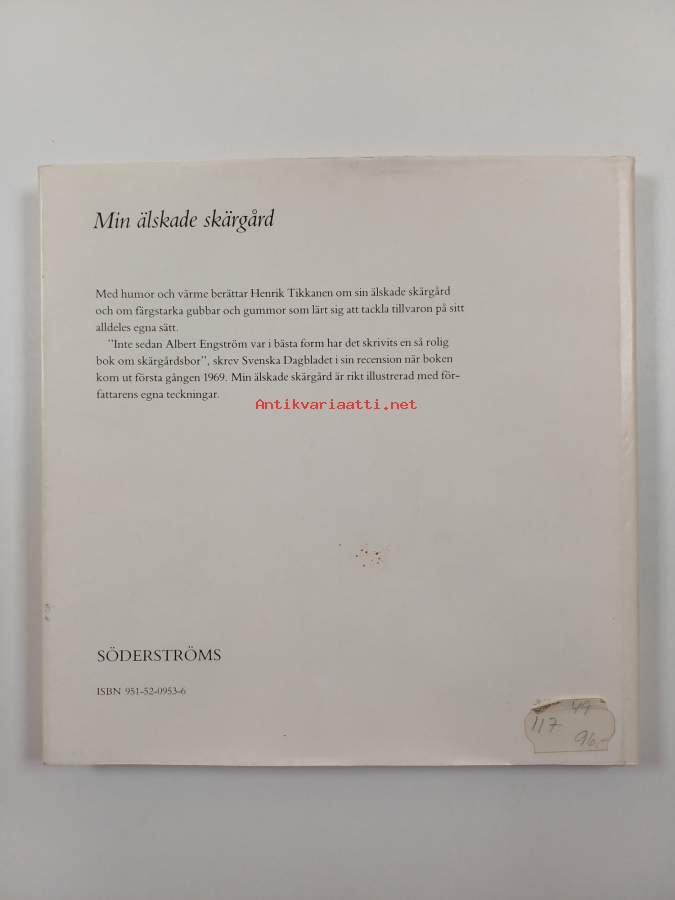 Min älskade skärgård
Med humor och värme berättar Henrik Tikkanen om sin älskade skärgård
och om färgstarka gubbar och gummor som lärt sig att tackla tillvaron på sitt
alldeles egna sätt.
"Inte sedan Albert Engström var i bästa form har det skrivits en så rolig
bok om skärgårdsbor", skrev Svenska Dagbladet i sin recension när boken
kom ut första gången 1969. Min älskade skärgård är rikt illustrerad med för-
fattarens egna teckningar.
Antikvariaatti.net
SÖDERSTRÖMS
ISBN 951-52-0953-6
49
117
96,-